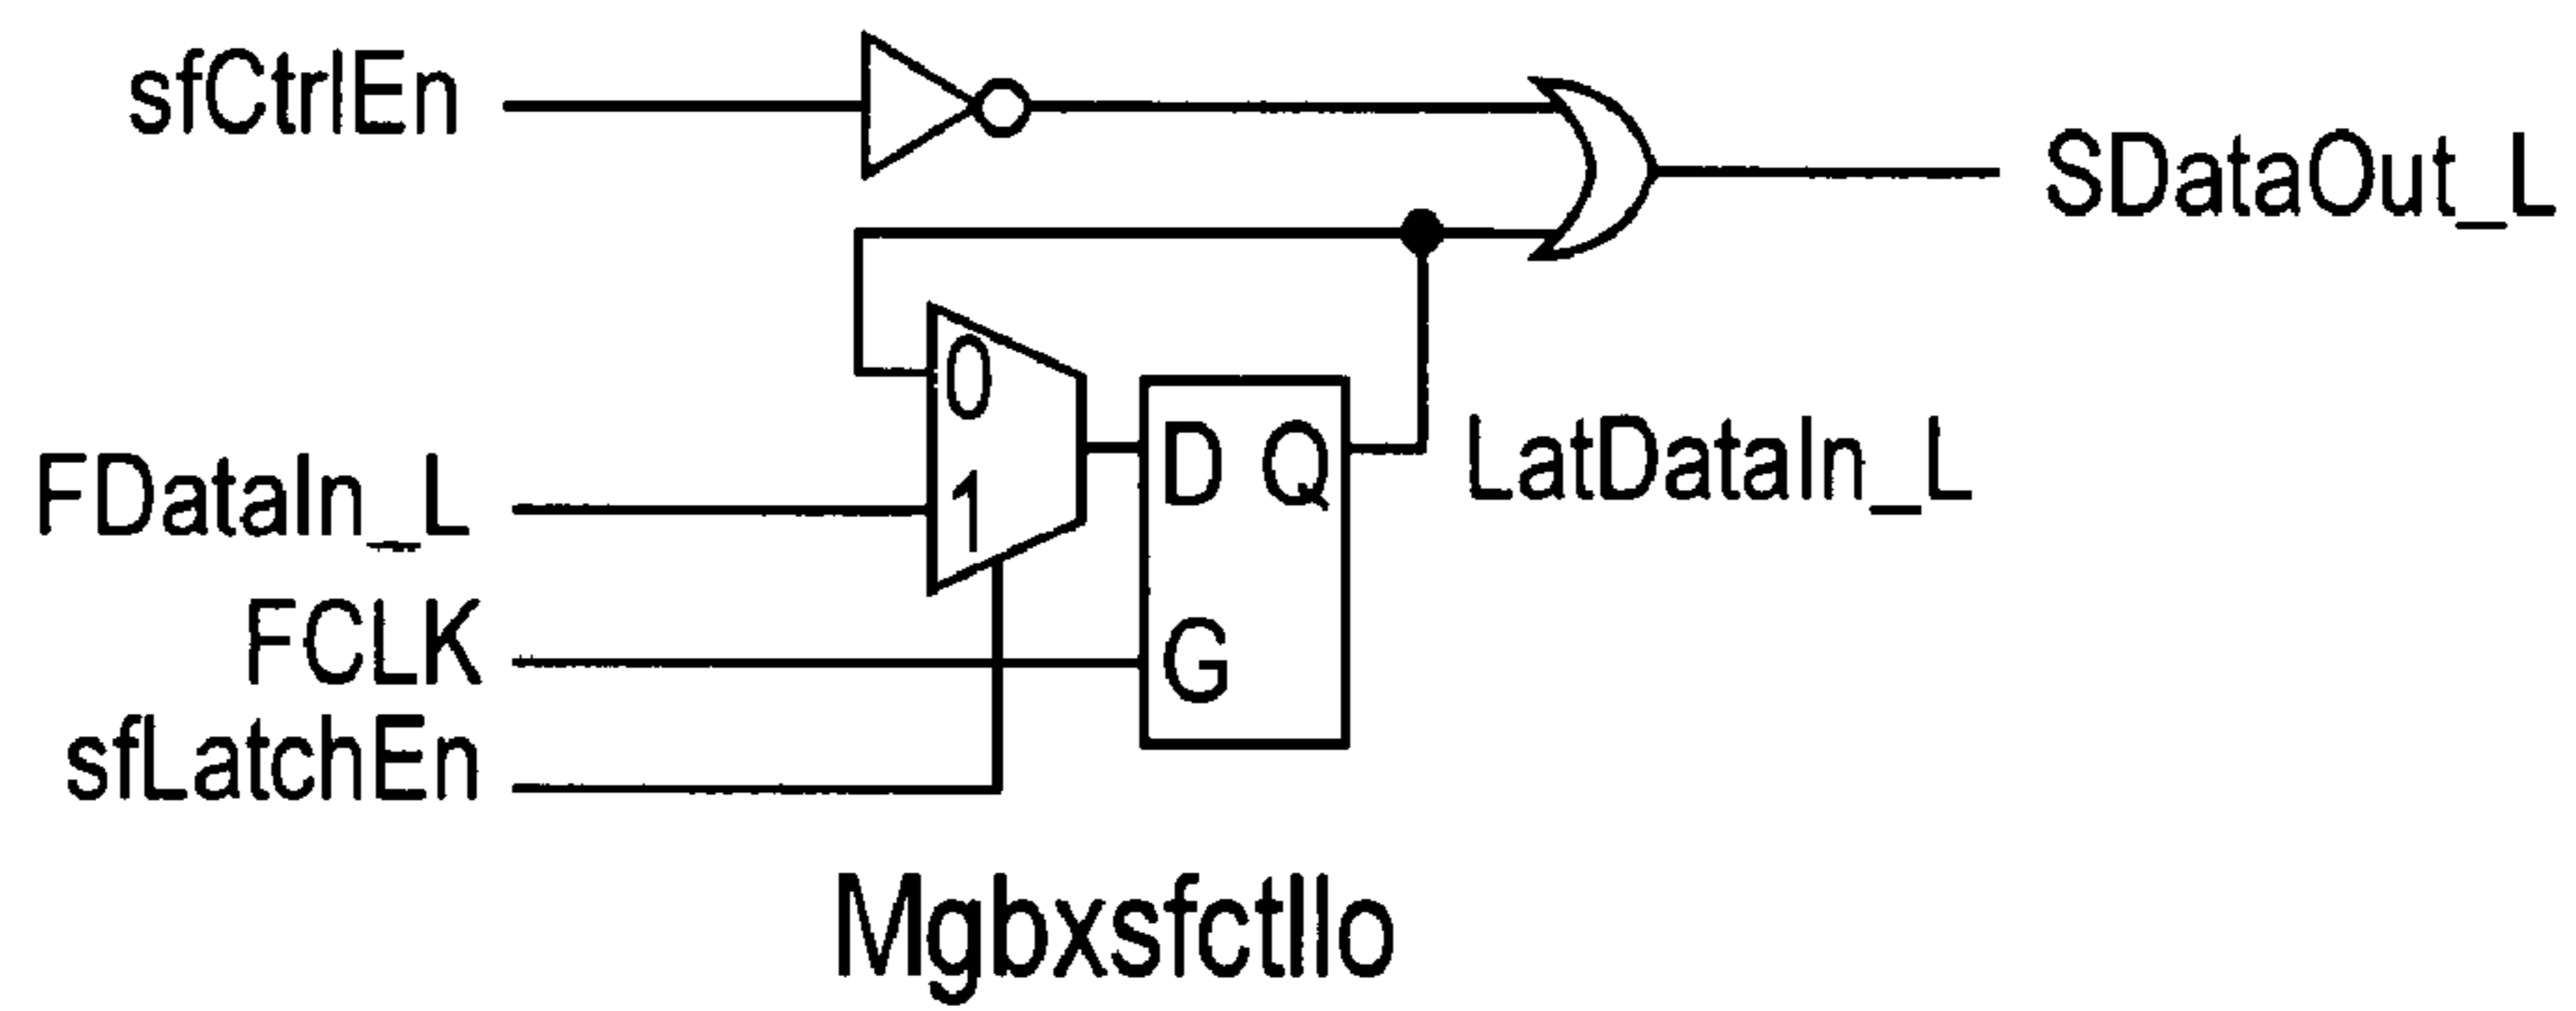 sfCtrlEn
SDataOut_L
0
FDataIn_L
1
D Q
LatDataIn_L
FCLK
G
sfLatchEn
Mgbxsfctllo